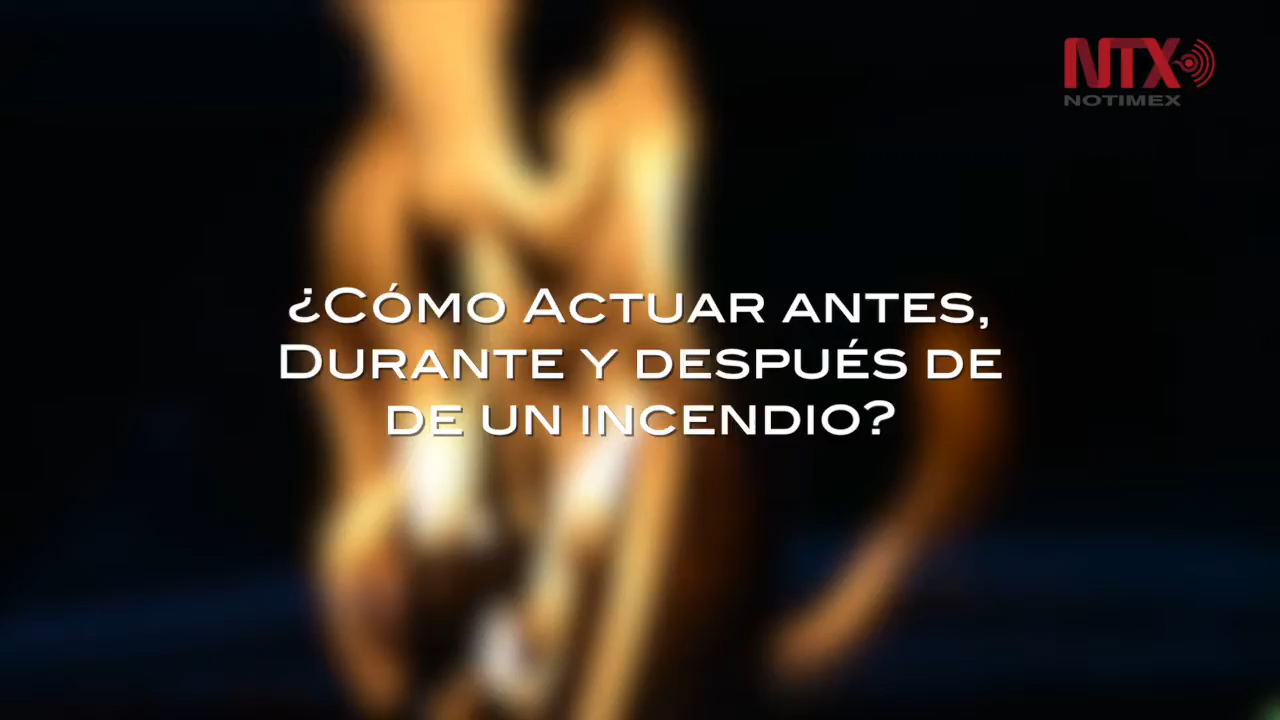 NTX
NOTIMEX
¿Cómo Actuar antes,
Durante y después de
de un incendio?